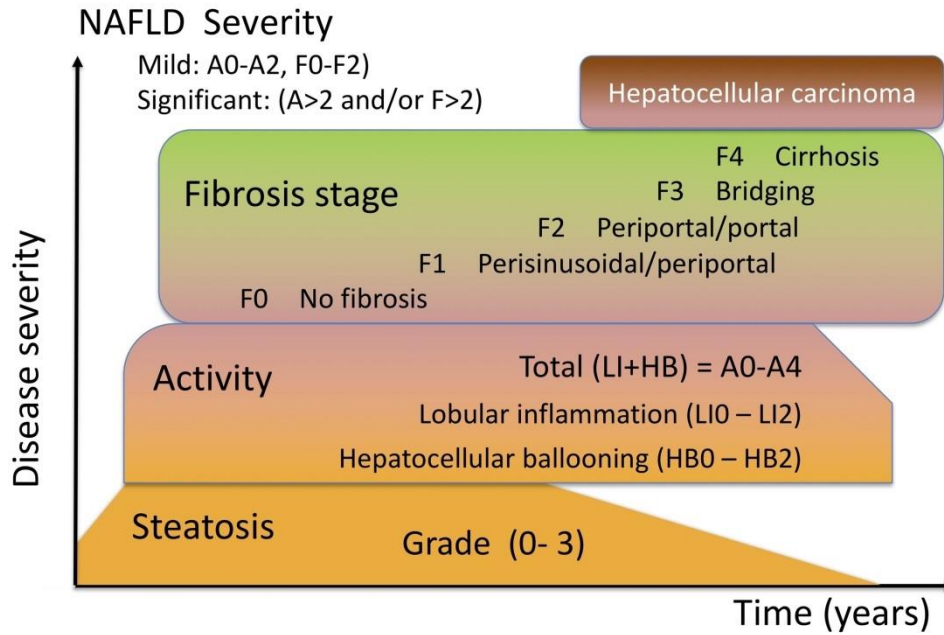 NAFLD Severity
Mild: A0-A2, F0-F2)
Significant: (A>2 and/or F>2)
Hepatocellular carcinoma
Fibrosis stage
F4 Cirrhosis
F3 Bridging
F2 Periportal/portal
F1 Perisinusoidal/periportal
F0 No fibrosis
Activity
Total (LI+HB) = A0-A4
Lobular inflammation (LI0 – LI2)
Hepatocellular ballooning (HB0 – HB2)
Steatosis
Grade (0- 3)
Disease severity
Time (years)